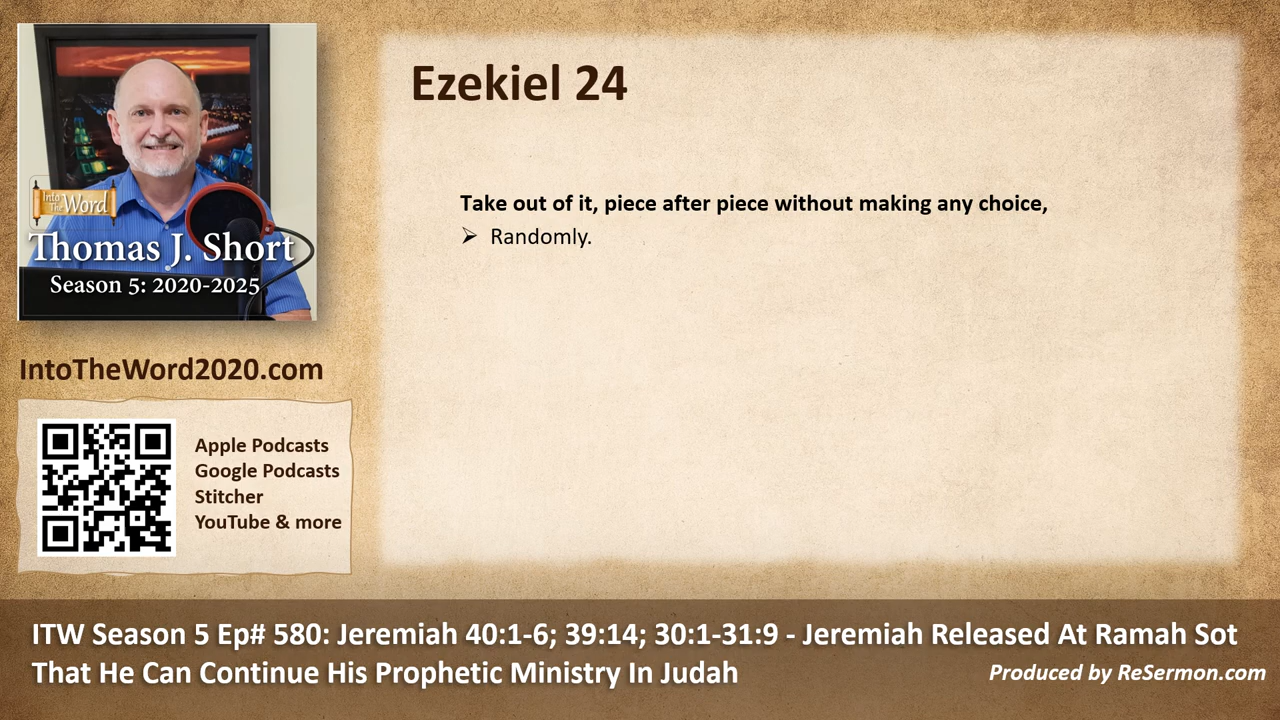 Ezekiel 24
Take out of it, piece after piece without making any choice,
Randomly.
Into
The Word
Thomas J. Short
Season 5: 2020-2025
IntoTheWord2020.com
Apple Podcasts
Google Podcasts
Stitcher
YouTube & more
ITW Season 5 Ep# 580: Jeremiah 40:1-6; 39:14; 30:1-31:9 - Jeremiah Released At Ramah Sot
That He Can Continue His Prophetic Ministry In Judah
Produced by ReSermon.com